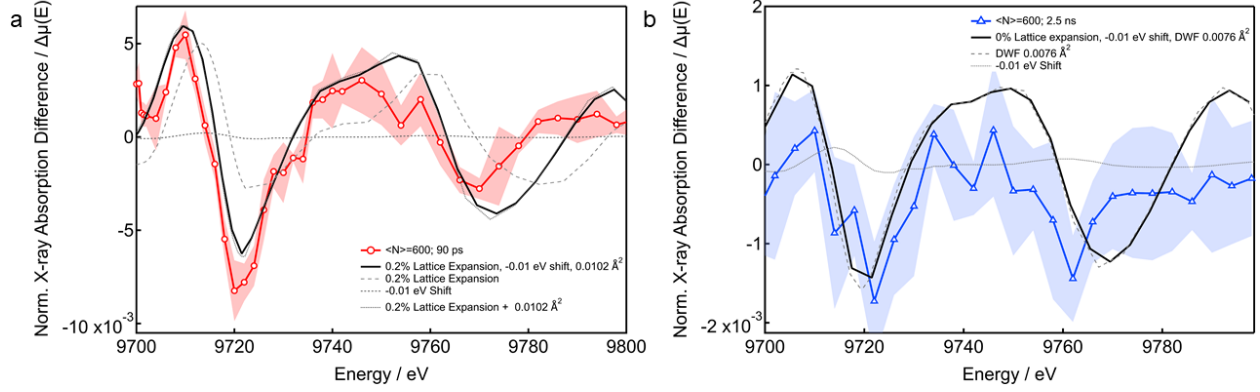 a
Norm. X-ray Absorption Difference / Δμ(E)
5
0
-5
-10 x10⁻³
<N>=600; 90 ps
0.2% Lattice Expansion, -0.01 eV shift, 0.0102 Å²
0.2% Lattice Expansion
-0.01 eV Shift
0.2% Lattice Expansion + 0.0102 Å²
9700 9720 9740 9760 9780 9800
Energy / eV
b
Norm. X-ray Absorption Difference / Δμ(E)
2
1
0
-1
-2 x10⁻³
<N>=600; 2.5 ns
0% Lattice expansion, -0.01 eV shift, DWF 0.0076 Å²
DWF 0.0076 Å²
-0.01 eV Shift
9700 9720 9740 9760 9780
Energy / eV